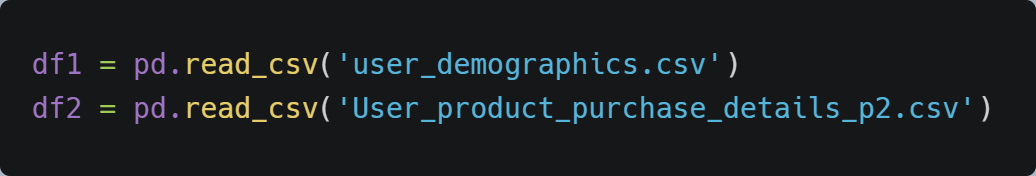 df1 = pd.read_csv('user_demographics.csv')
df2 = pd.read_csv('User_product_purchase_details_p2.csv')